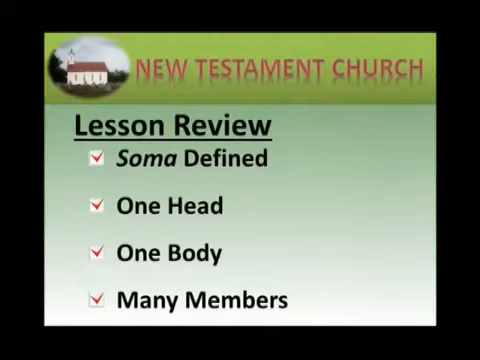 NEW TESTAMENT CHURCH
Lesson Review
Soma Defined
One Head
One Body
Many Members